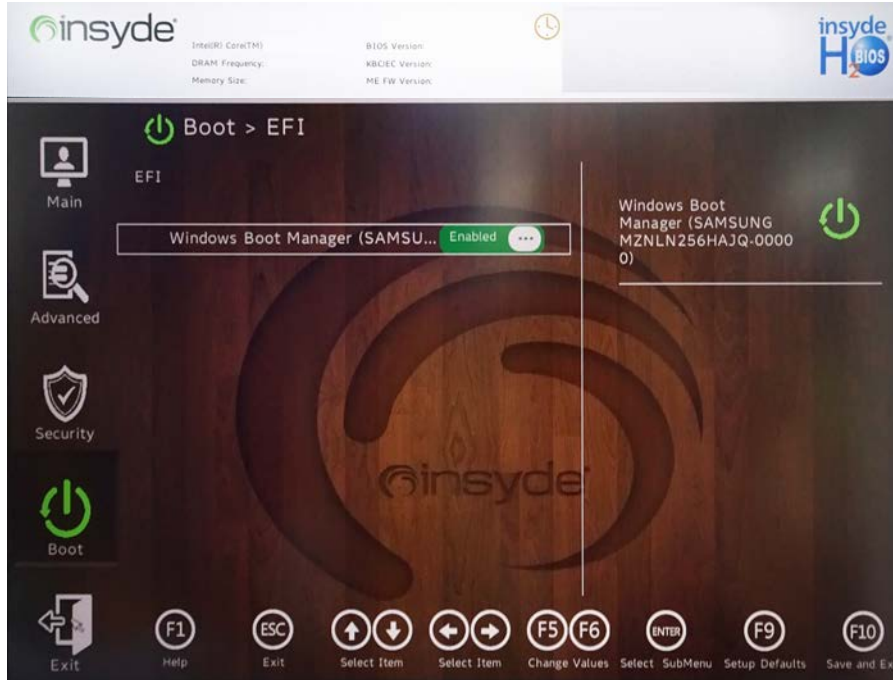 insyde
Intel(R) Core(TM)
BIOS Version:
DRAM Frequency:
KBC/EC Version:
Memory Size:
ME FW Version:
insyde
H2BIOS
Boot > EFI
EFI
Windows Boot Manager (SAMSU... Enabled ...
Windows Boot
Manager (SAMSUNG
MZNLN256HAJQ-0000
0)
Main
Advanced
Security
Boot
Exit
insyde
F1
Help
ESC
Exit
Select Item
Select Item
F5 F6
Change Values
ENTER
Select SubMenu
F9
Setup Defaults
F10
Save and Ex